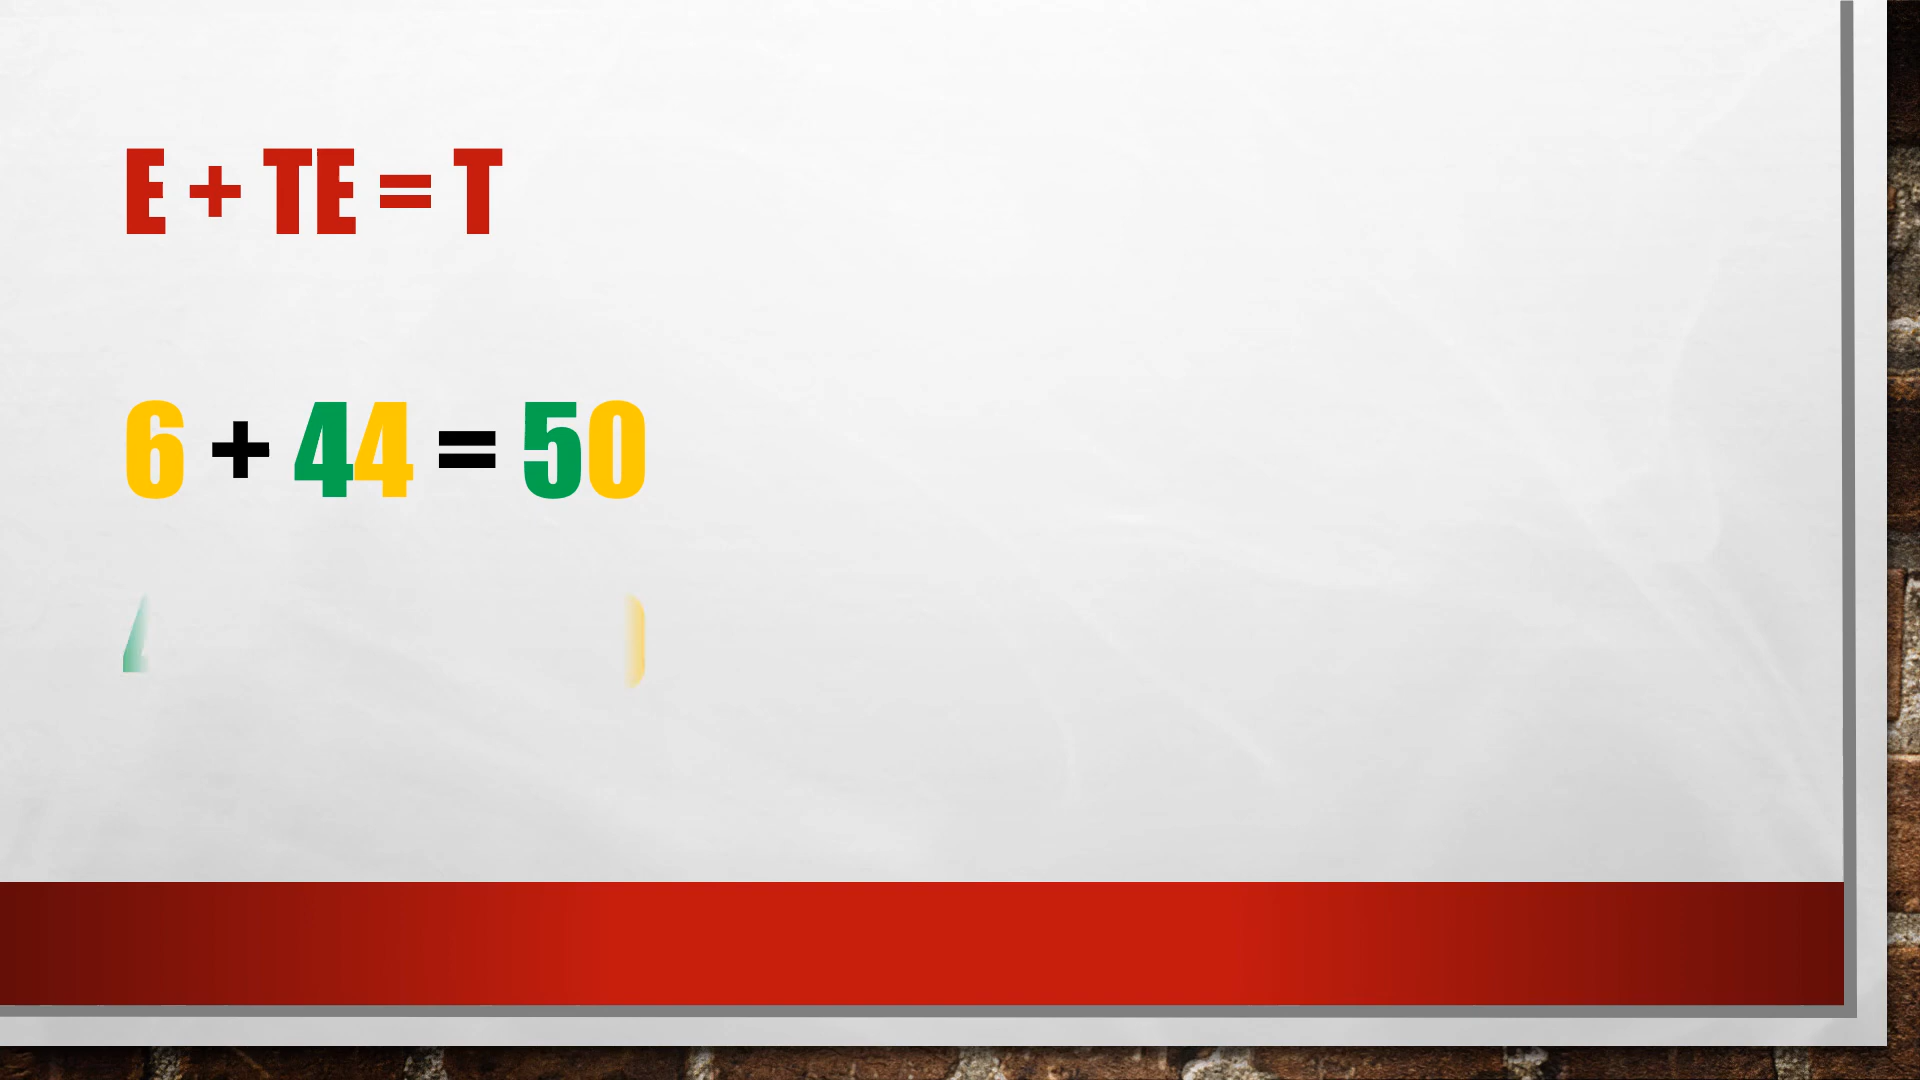 E + TE = T
6 + 44 = 50